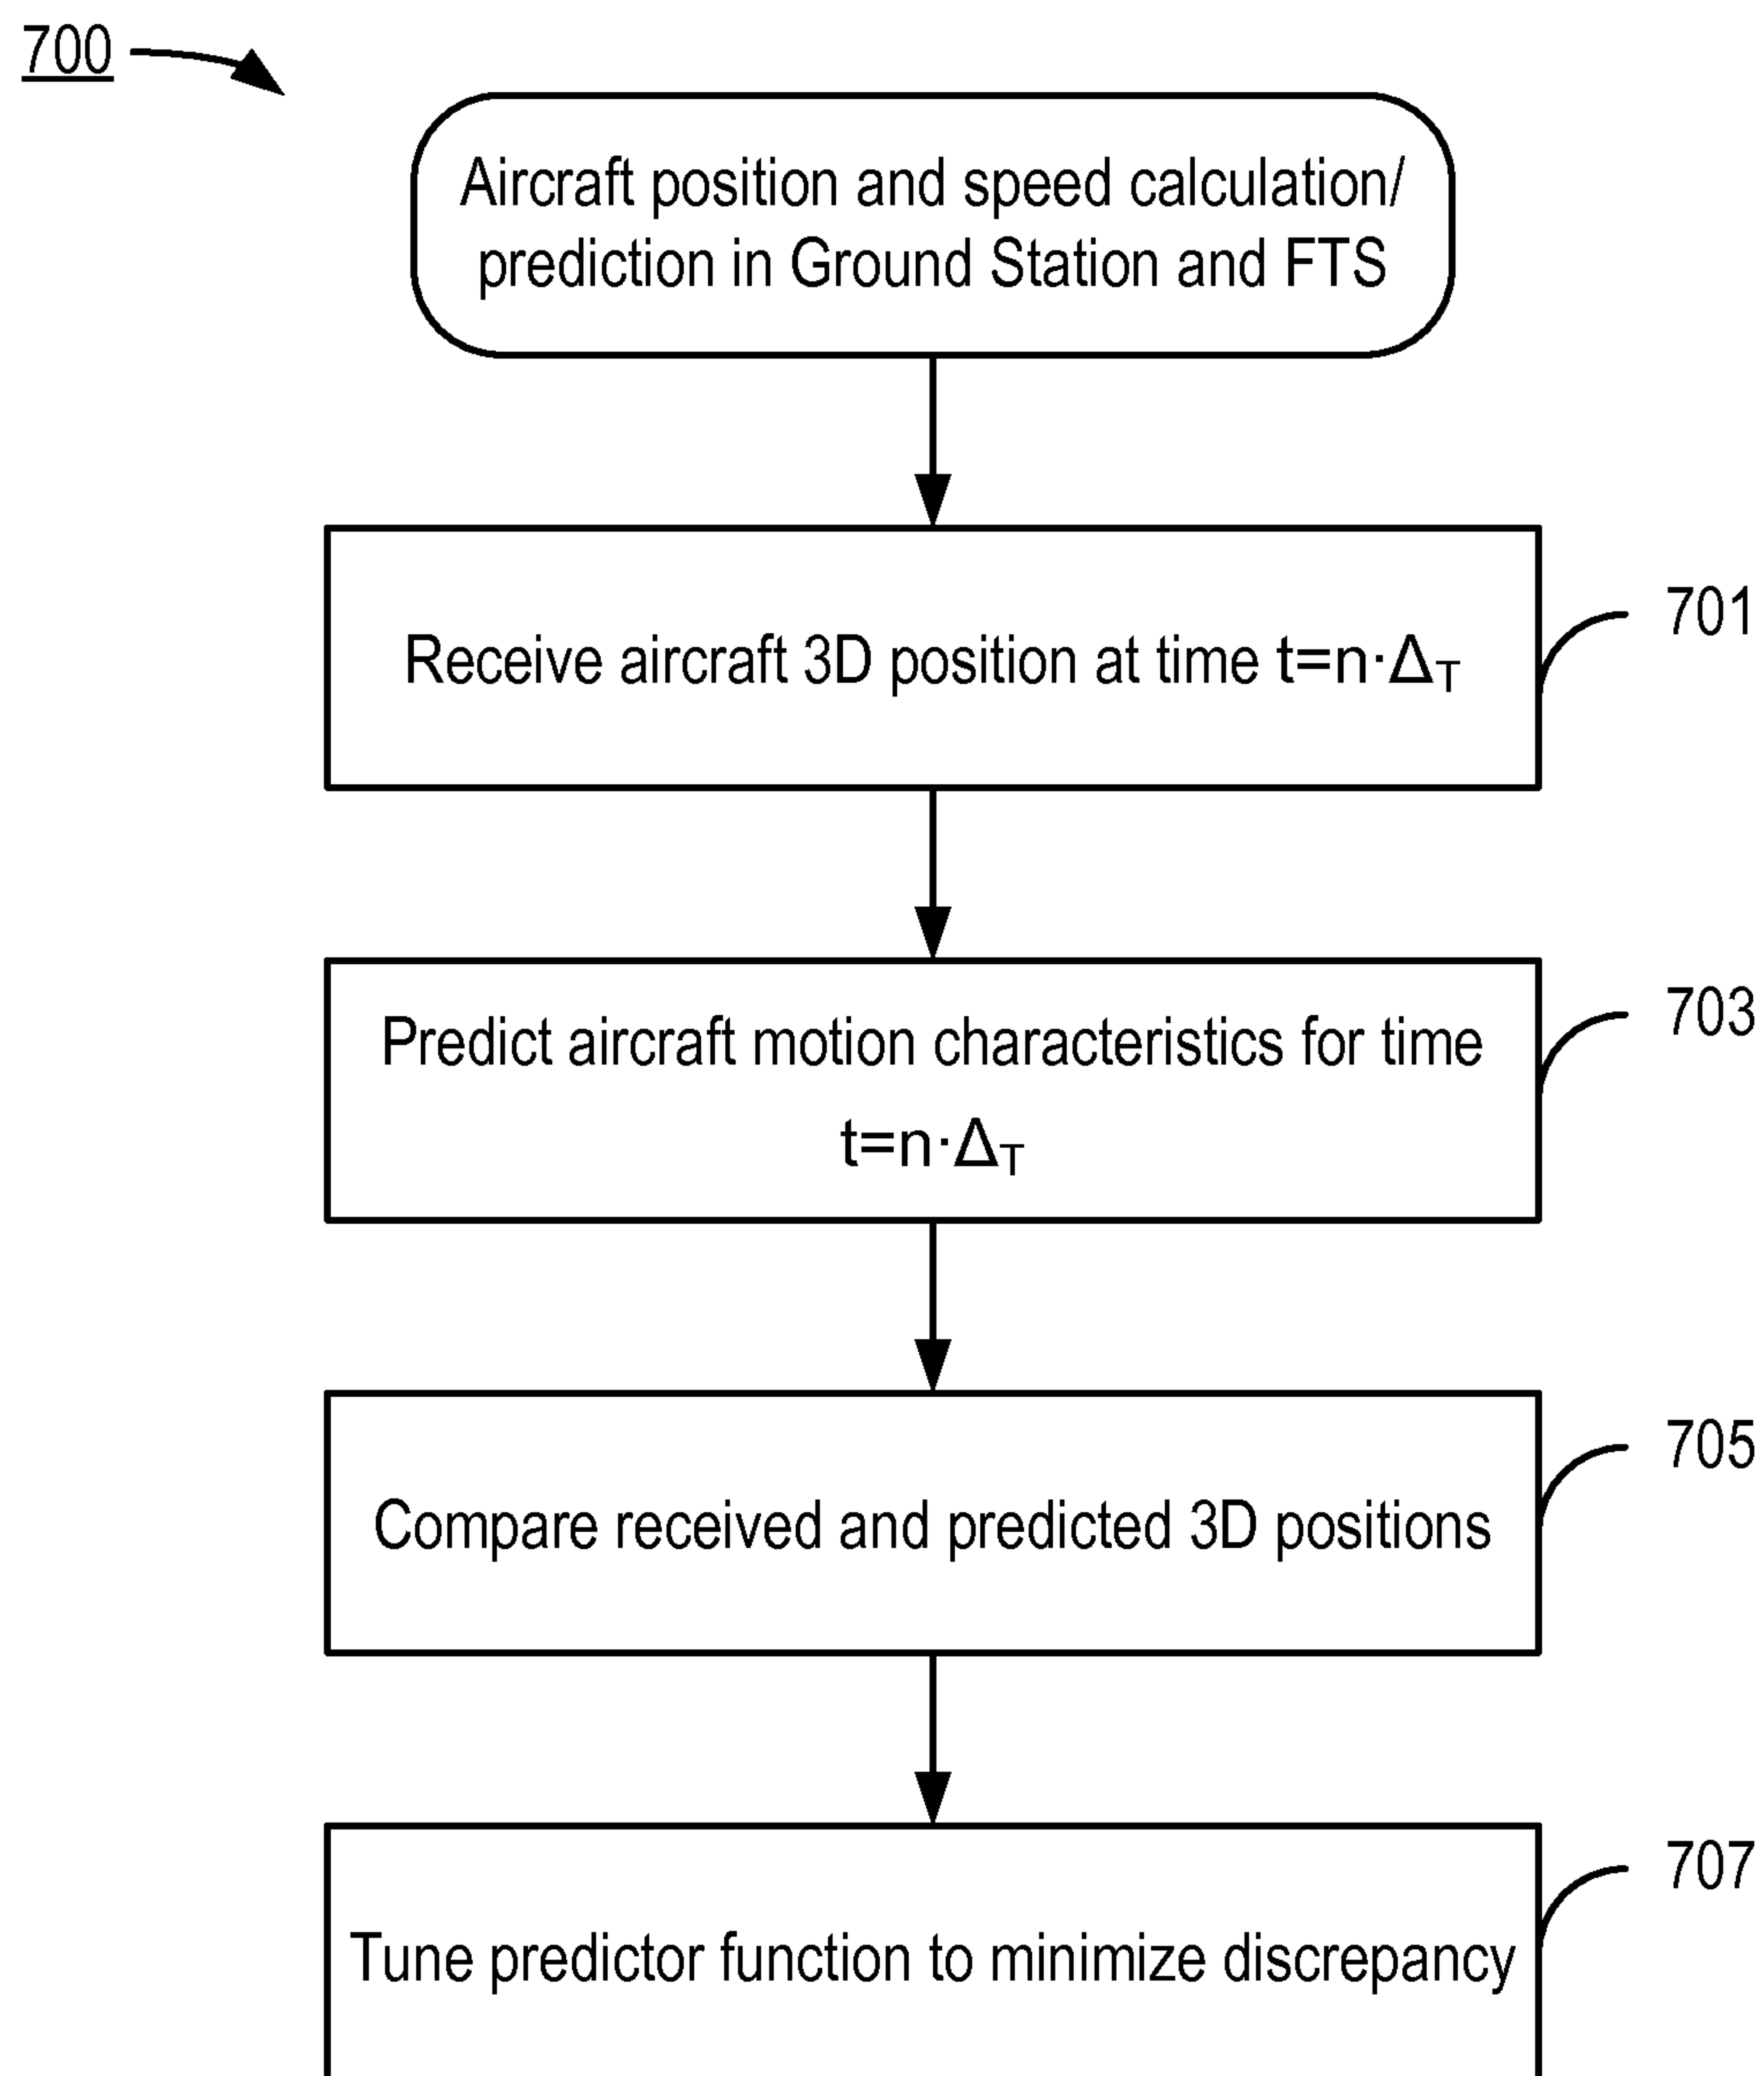 700
Aircraft position and speed calculation/
prediction in Ground Station and FTS
701
Receive aircraft 3D position at time t=n·ΔT
703
Predict aircraft motion characteristics for time
t=n·ΔT
705
Compare received and predicted 3D positions
707
Tune predictor function to minimize discrepancy